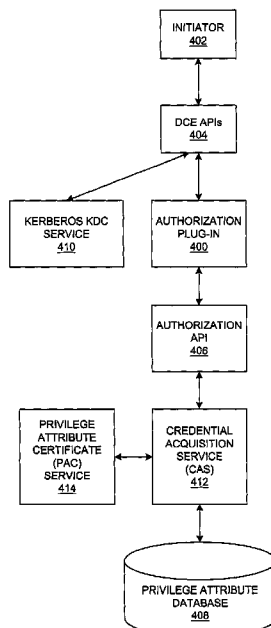 INITIATOR
402
DCE APIs
404
KERBEROS KDC
SERVICE
410
AUTHORIZATION
PLUG-IN
400
AUTHORIZATION
API
406
PRIVILEGE
ATTRIBUTE
CERTIFICATE
(PAC)
SERVICE
414
CREDENTIAL
ACQUISITION
SERVICE
(CAS)
412
PRIVILEGE ATTRIBUTE
DATABASE
408